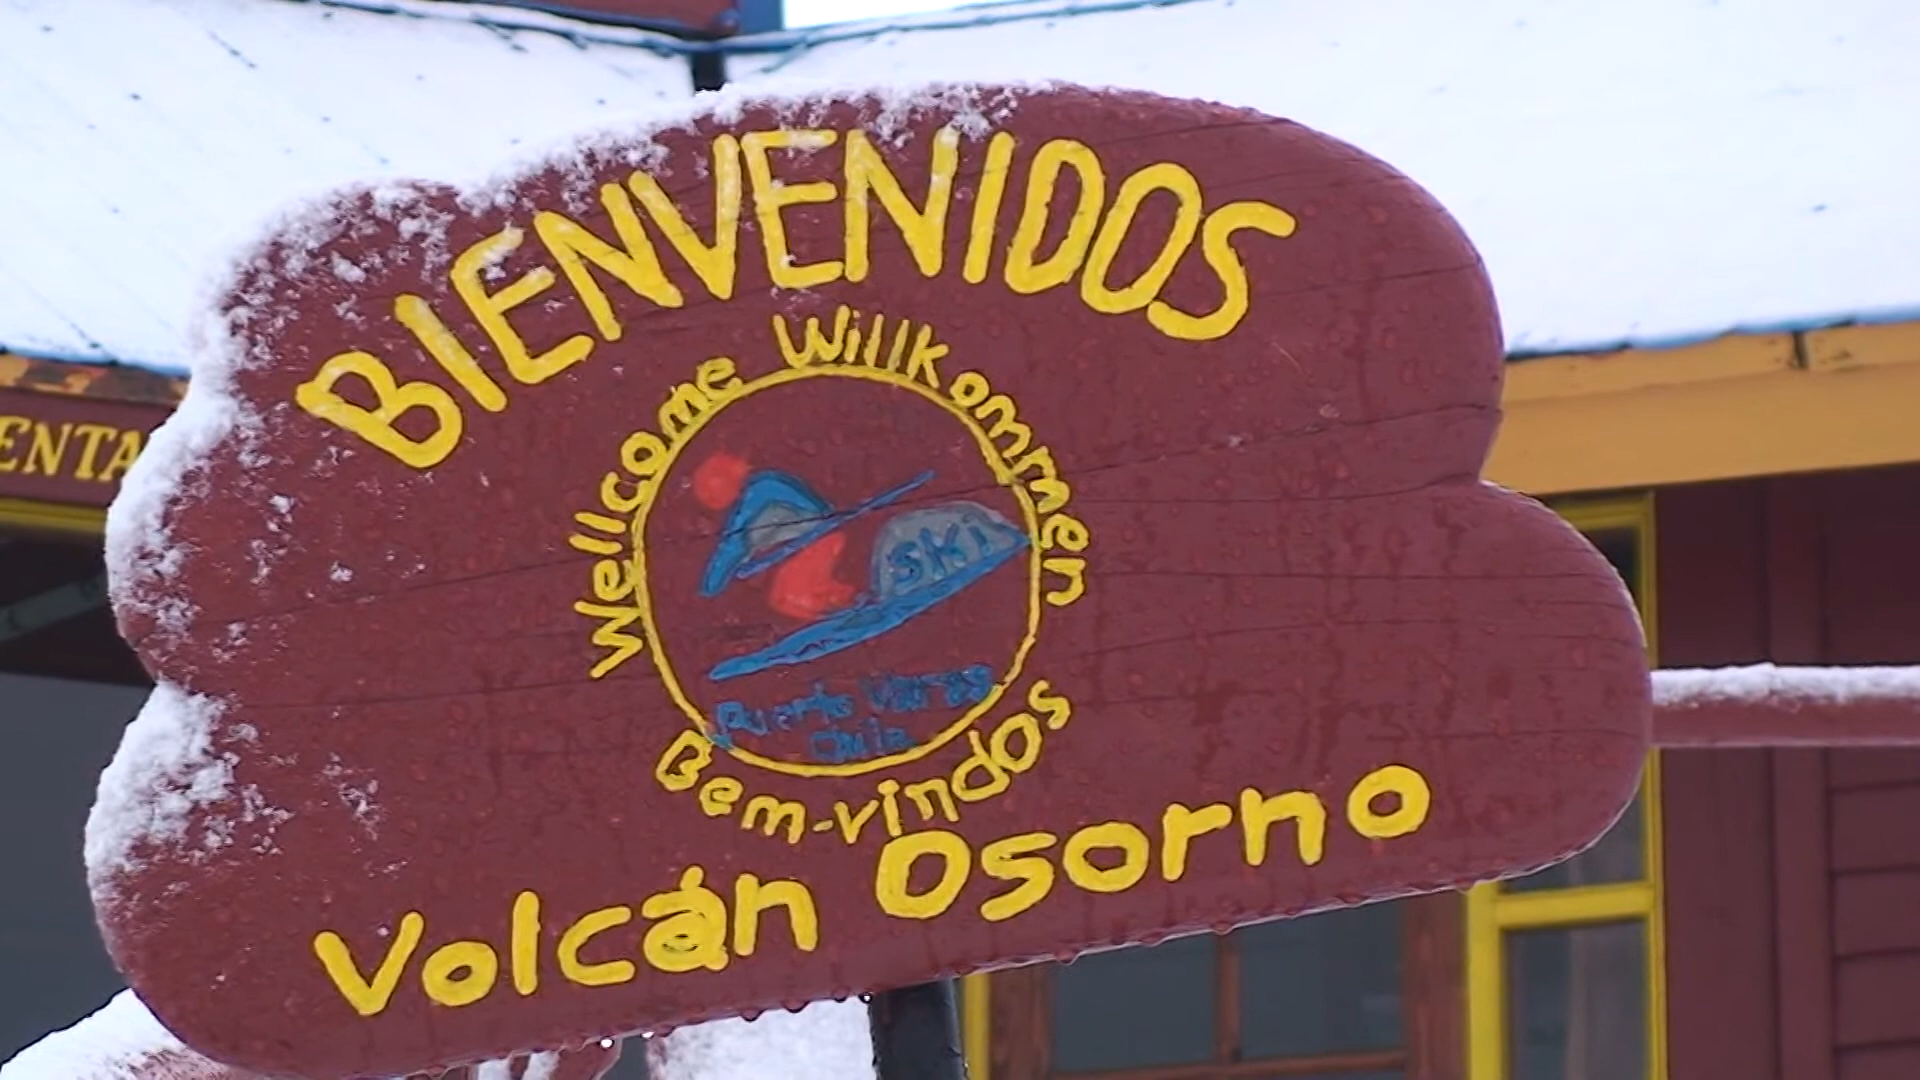 BIENVENIDOS
Wellcome Willkommen
SKI
Puerto Varas
Chile
Bem-vindos
Volcán Osorno
ENTA